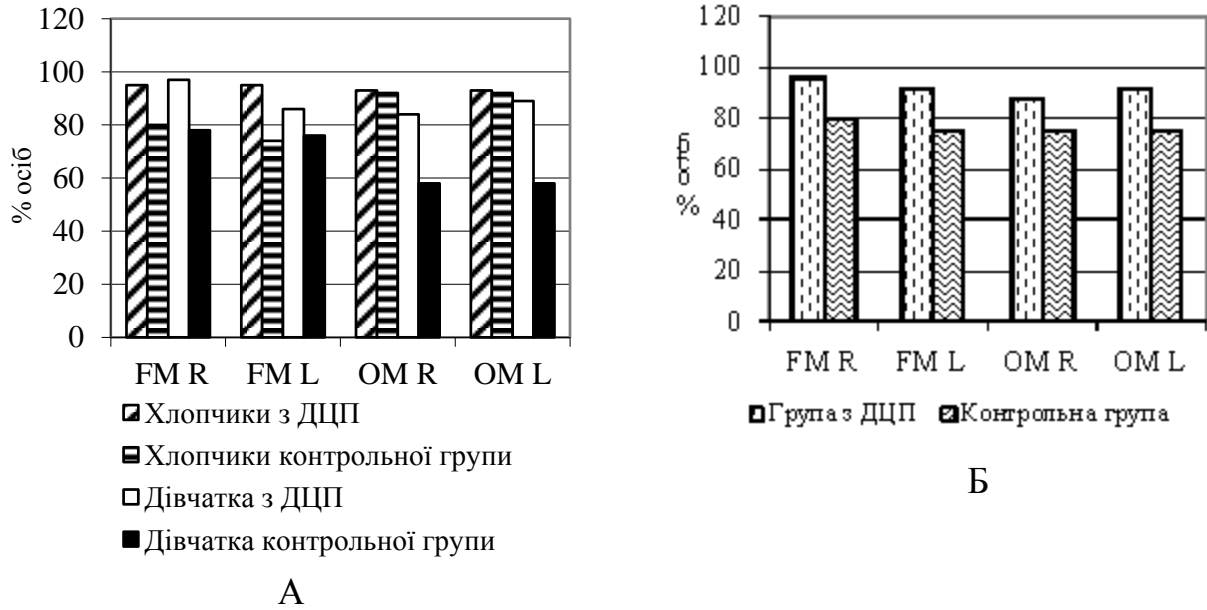 120
100
80
60
40
20
0
% осіб
FM R FM L OM R OM L
Хлопчики з ДЦП
Хлопчики контрольної групи
Дівчатка з ДЦП
Дівчатка контрольної групи
А
120
100
80
60
40
20
0
% осіб
FM R FM L OM R OM L
Група з ДЦП Контрольна група
Б